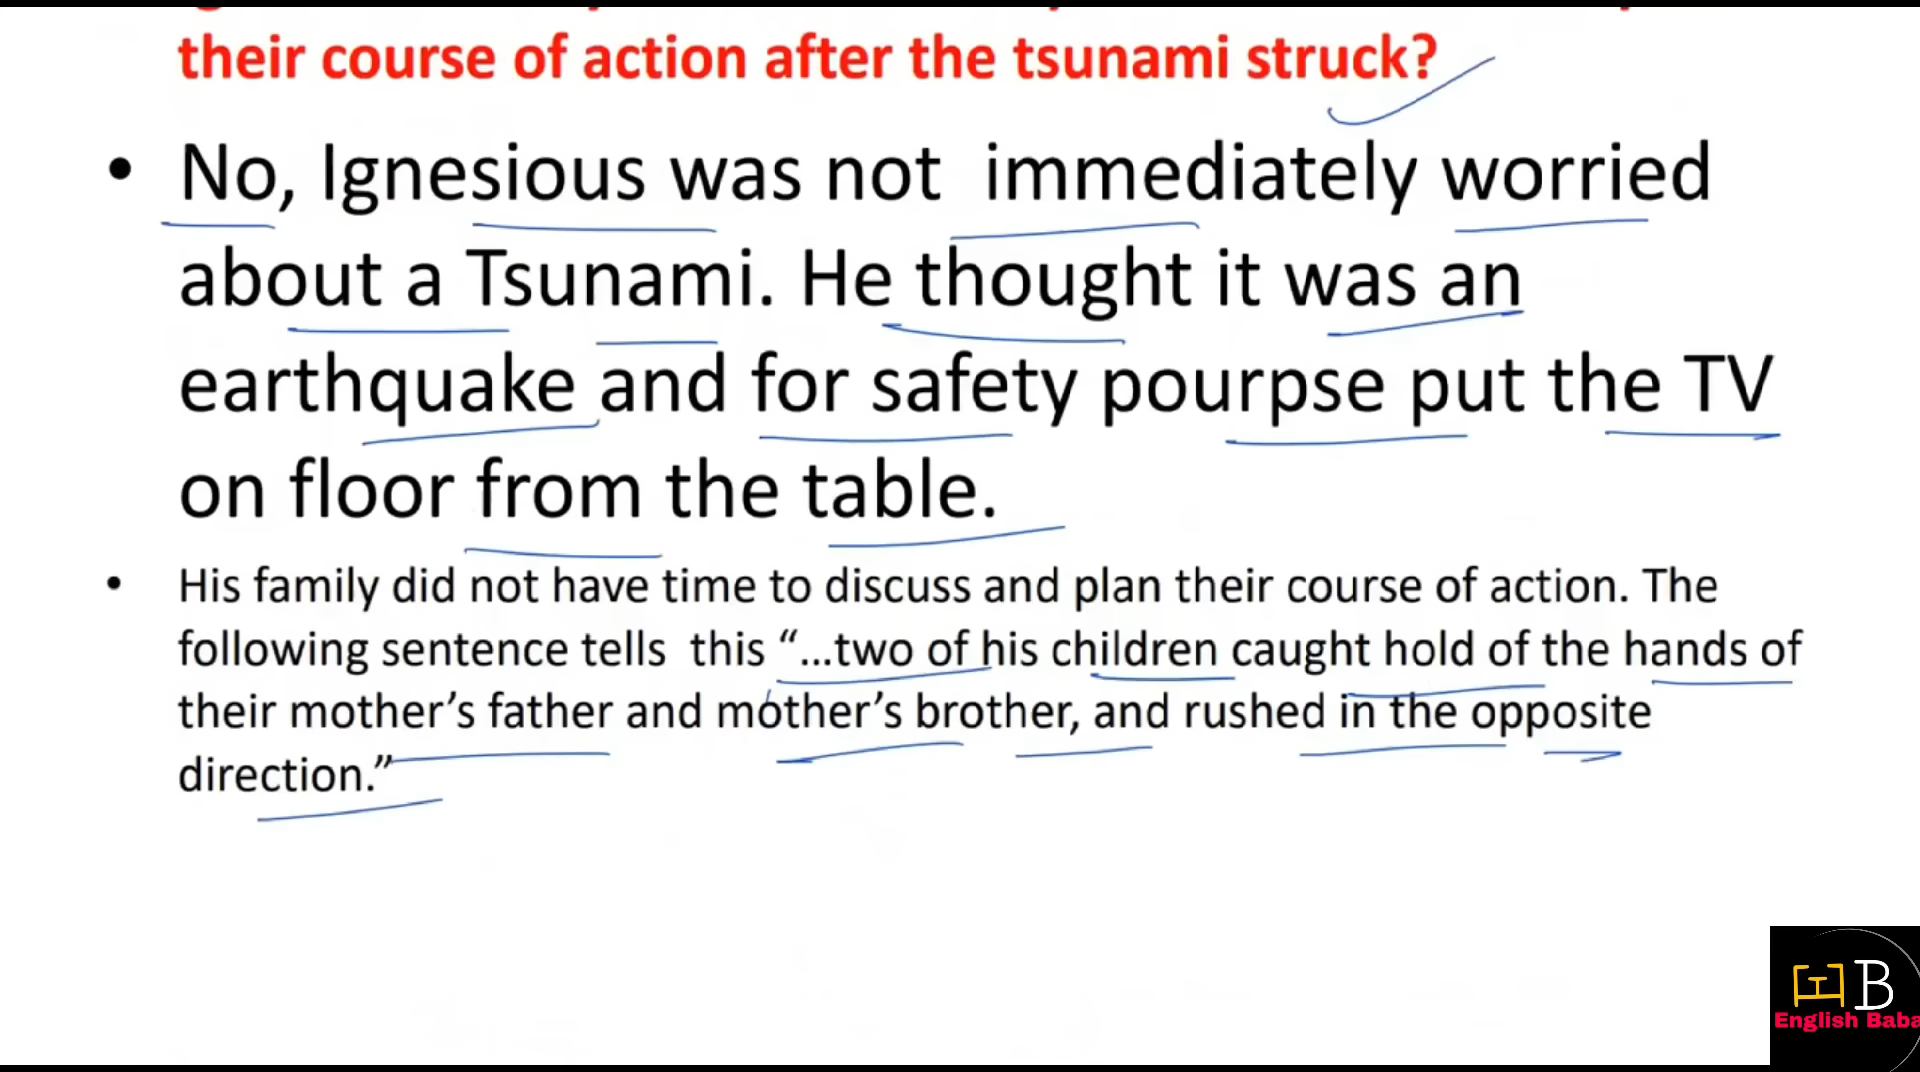 their course of action after the tsunami struck?
• No, Ignesious was not immediately worried
about a Tsunami. He thought it was an
earthquake and for safety pourpse put the TV
on floor from the table.
• His family did not have time to discuss and plan their course of action. The
following sentence tells this “...two of his children caught hold of the hands of
their mother’s father and mother’s brother, and rushed in the opposite
direction.”
EB
English Baba